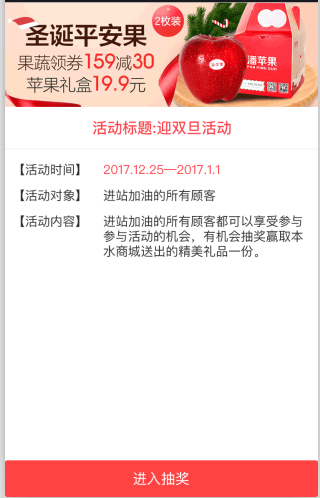 圣诞平安果
2枚装
果蔬领券159减30
苹果礼盒19.9元
潘苹果
活动标题:迎双旦活动
【活动时间】 2017.12.25—2017.1.1
【活动对象】 进站加油的所有顾客
【活动内容】 进站加油的所有顾客都可以享受参与
参与活动的机会，有机会抽奖赢取本
水商城送出的精美礼品一份。
进入抽奖